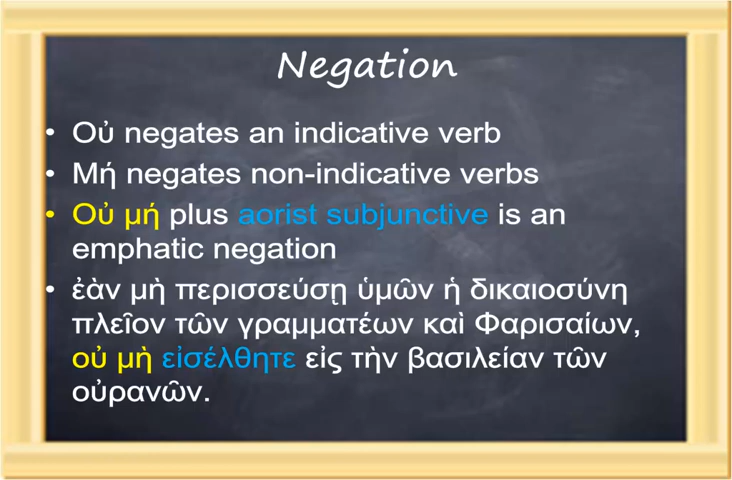 Negation
• Οὐ negates an indicative verb
• Μή negates non-indicative verbs
• Οὐ μή plus aorist subjunctive is an
emphatic negation
• ἐὰν μὴ περισσεύσῃ ὑμῶν ἡ δικαιοσύνη
πλεῖον τῶν γραμματέων καὶ Φαρισαίων,
οὐ μὴ εἰσέλθητε εἰς τὴν βασιλείαν τῶν
οὐρανῶν.